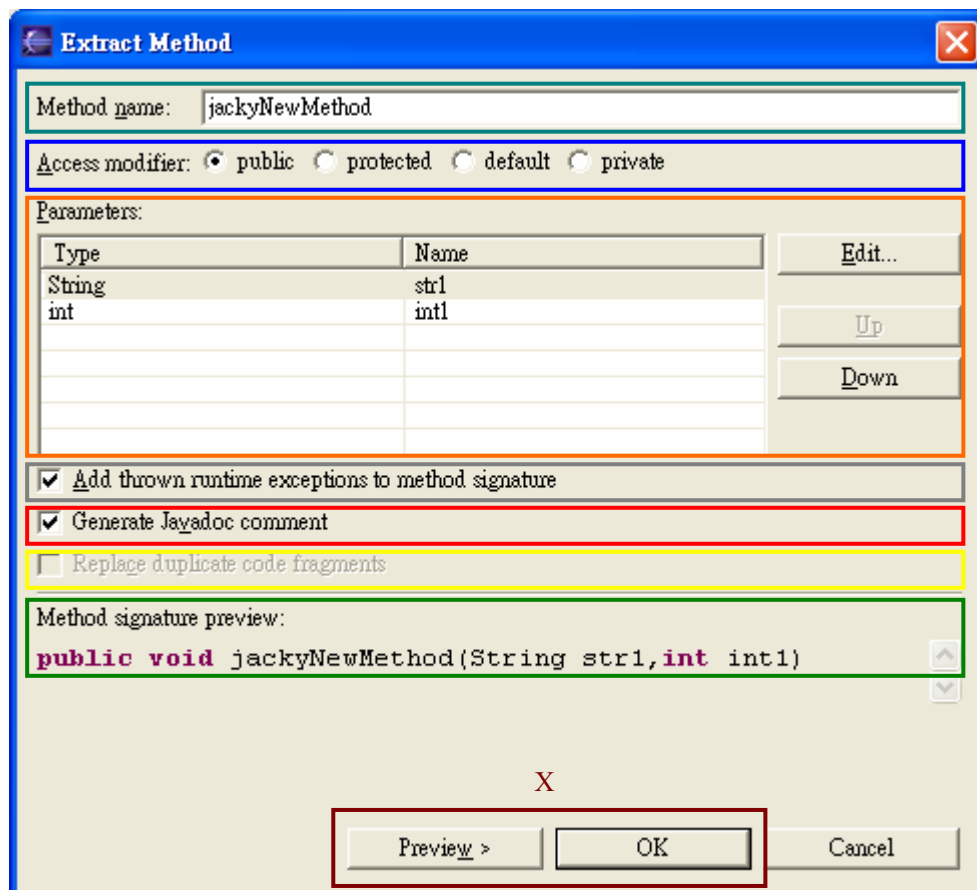 Extract Method
Method name: jackyNewMethod
Access modifier: public protected default private
Parameters:
Type Name Edit...
String str1
int int1 Up
Down
Add thrown runtime exceptions to method signature
Generate Javadoc comment
Replace duplicate code fragments
Method signature preview:
public void jackyNewMethod(String str1,int int1)
X
Preview > OK Cancel